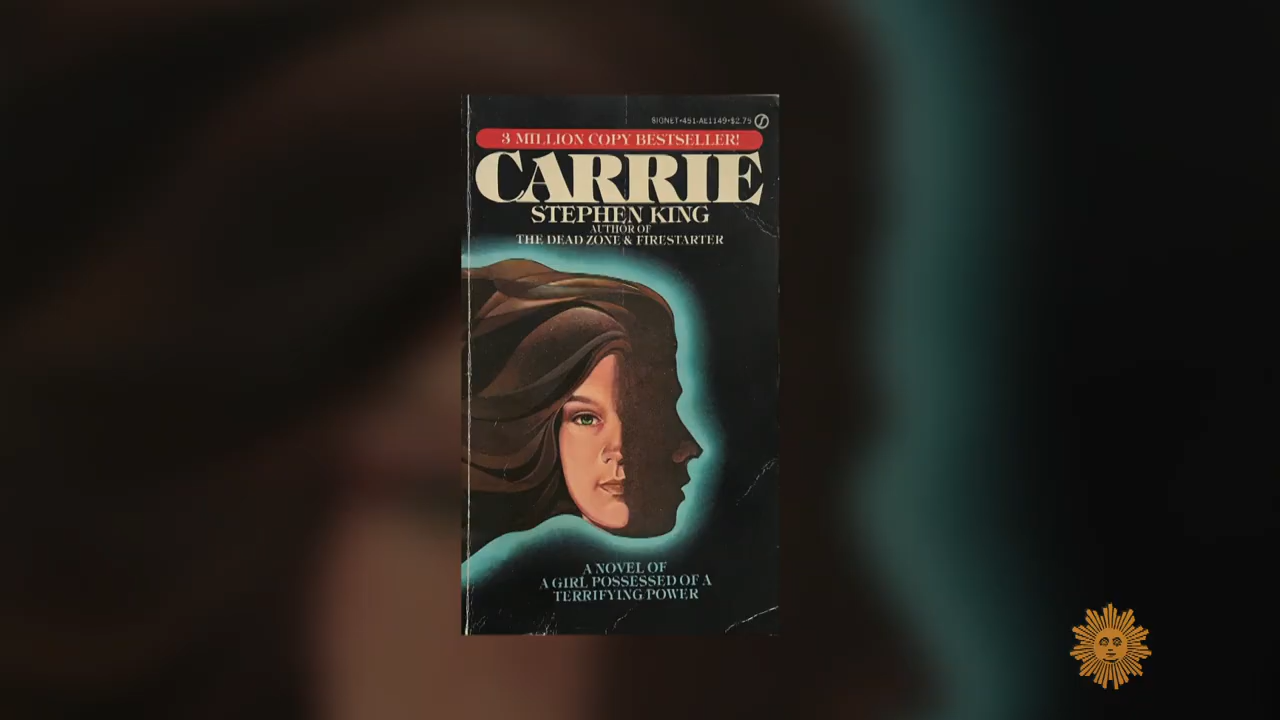 SIGNET•451-AE1149•$2.75
3 MILLION COPY BESTSELLER!
CARRIE
STEPHEN KING
AUTHOR OF
THE DEAD ZONE & FIRESTARTER
A NOVEL OF
A GIRL POSSESSED OF A
TERRIFYING POWER